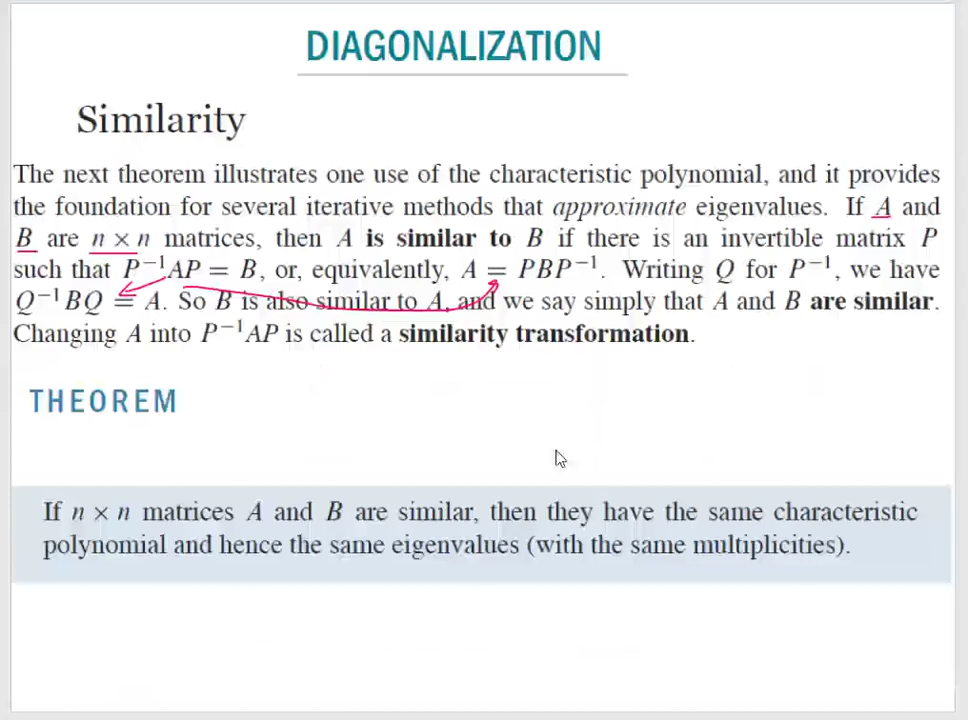 DIAGONALIZATION
Similarity
The next theorem illustrates one use of the characteristic polynomial, and it provides
the foundation for several iterative methods that approximate eigenvalues. If A and
B are n × n matrices, then A is similar to B if there is an invertible matrix P
such that P⁻¹AP = B, or, equivalently, A = PBP⁻¹. Writing Q for P⁻¹, we have
Q⁻¹BQ = A. So B is also similar to A, and we say simply that A and B are similar.
Changing A into P⁻¹AP is called a similarity transformation.
THEOREM
If n × n matrices A and B are similar, then they have the same characteristic
polynomial and hence the same eigenvalues (with the same multiplicities).